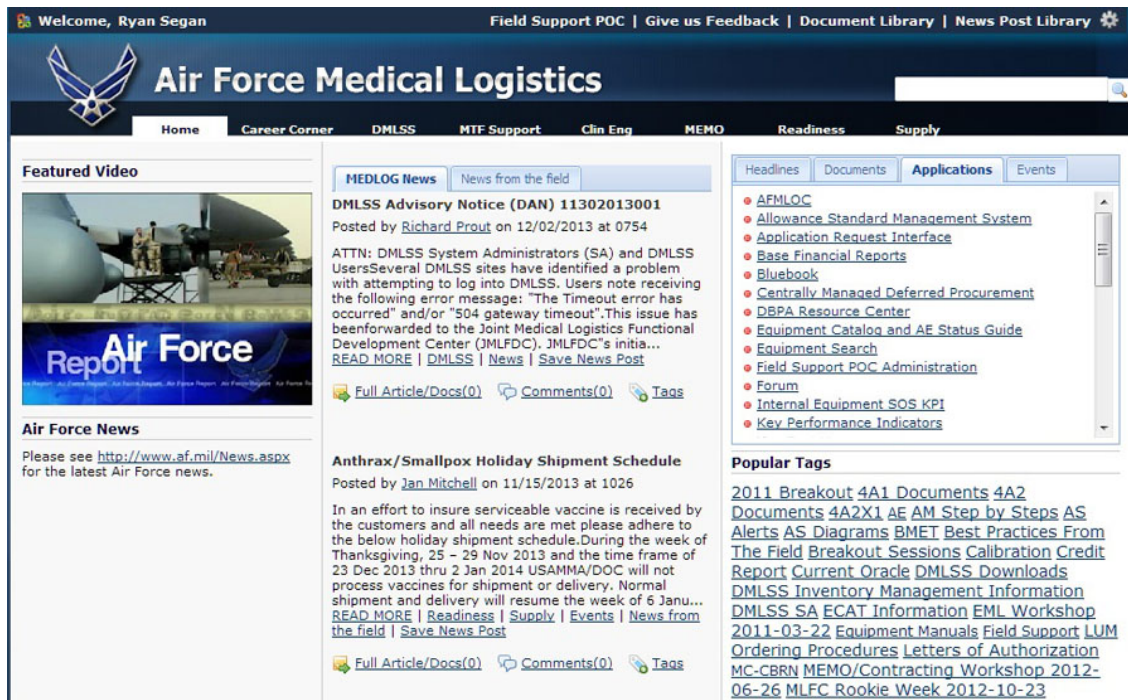 Welcome, Ryan Segan
Field Support POC | Give us Feedback | Document Library | News Post Library
Air Force Medical Logistics
Home Career Corner DMLSS MTF Support Clin Eng MEMO Readiness Supply
Featured Video
Air Force
Report
Air Force News
Please see http://www.af.mil/News.aspx
for the latest Air Force news.
MEDLOG News News from the field
DMLSS Advisory Notice (DAN) 11302013001
Posted by Richard Prout on 12/02/2013 at 0754
ATTN: DMLSS System Administrators (SA) and DMLSS
UsersSeveral DMLSS sites have identified a problem
with attempting to log into DMLSS. Users note receiving
the following error message: "The Timeout error has
occurred" and/or "504 gateway timeout".This issue has
beenforwarded to the Joint Medical Logistics Functional
Development Center (JMLFDC). JMLFDC"s initia...
READ MORE | DMLSS | News | Save News Post
Full Article/Docs(0) Comments(0) Tags
Anthrax/Smallpox Holiday Shipment Schedule
Posted by Jan Mitchell on 11/15/2013 at 1026
In an effort to insure serviceable vaccine is received by
the customers and all needs are met please adhere to
the below holiday shipment schedule.During the week of
Thanksgiving, 25 – 29 Nov 2013 and the time frame of
23 Dec 2013 thru 2 Jan 2014 USAMMA/DOC will not
process vaccines for shipment or delivery. Normal
shipment and delivery will resume the week of 6 Janu...
READ MORE | Readiness | Supply | Events | News from
the field | Save News Post
Full Article/Docs(0) Comments(0) Tags
Headlines Documents Applications Events
AFMLOC
Allowance Standard Management System
Application Request Interface
Base Financial Reports
Bluebook
Centrally Managed Deferred Procurement
DBPA Resource Center
Equipment Catalog and AE Status Guide
Equipment Search
Field Support POC Administration
Forum
Internal Equipment SOS KPI
Key Performance Indicators
Popular Tags
2011 Breakout 4A1 Documents 4A2
Documents 4A2X1 AE AM Step by Steps AS
Alerts AS Diagrams BMET Best Practices From
The Field Breakout Sessions Calibration Credit
Report Current Oracle DMLSS Downloads
DMLSS Inventory Management Information
DMLSS SA ECAT Information EML Workshop
2011-03-22 Equipment Manuals Field Support LUM
Ordering Procedures Letters of Authorization
MC-CBRN MEMO/Contracting Workshop 2012-
06-26 MLFC Rookie Week 2012-10-23